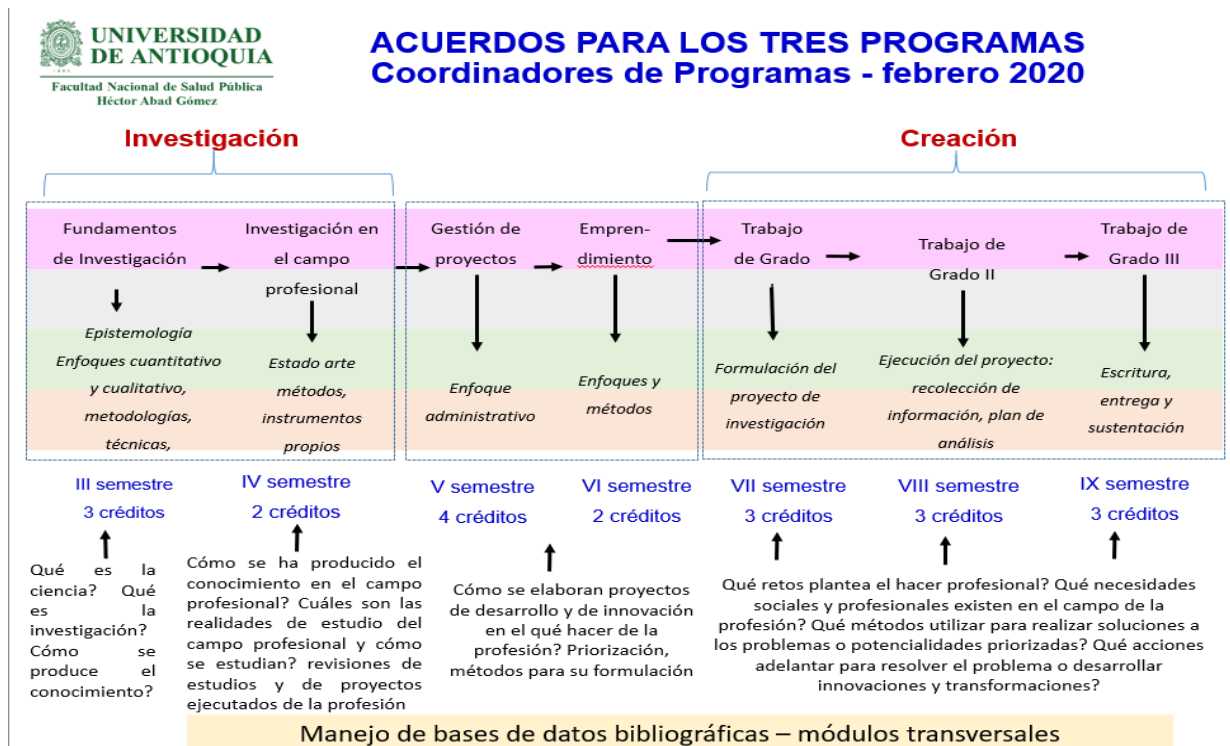 UNIVERSIDAD
DE ANTIOQUIA
1803
Facultad Nacional de Salud Pública
Héctor Abad Gómez
ACUERDOS PARA LOS TRES PROGRAMAS
Coordinadores de Programas - febrero 2020
Investigación
Creación
Fundamentos
de Investigación
Investigación en
el campo
profesional
Gestión de
proyectos
Empren-
dimiento
Trabajo
de Grado
Trabajo de
Grado II
Trabajo de
Grado III
Epistemología
Enfoques cuantitativo
y cualitativo,
metodologías,
técnicas,
Estado arte
métodos,
instrumentos
propios
Enfoque
administrativo
Enfoques y
métodos
Formulación del
proyecto de
investigación
Ejecución del proyecto:
recolección de
información, plan de
análisis
Escritura,
entrega y
sustentación
III semestre
3 créditos
IV semestre
2 créditos
V semestre
4 créditos
VI semestre
2 créditos
VII semestre
3 créditos
VIII semestre
3 créditos
IX semestre
3 créditos
Qué es la
ciencia? Qué
es la
investigación?
Cómo se
produce el
conocimiento?
Cómo se ha producido el
conocimiento en el campo
profesional? Cuáles son las
realidades de estudio del
campo profesional y cómo
se estudian? revisiones de
estudios y de proyectos
ejecutados de la profesión
Cómo se elaboran proyectos
de desarrollo y de innovación
en el qué hacer de la
profesión? Priorización,
métodos para su formulación
Qué retos plantea el hacer profesional? Qué necesidades
sociales y profesionales existen en el campo de la
profesión? Qué métodos utilizar para realizar soluciones a
los problemas o potencialidades priorizadas? Qué acciones
adelantar para resolver el problema o desarrollar
innovaciones y transformaciones?
Manejo de bases de datos bibliográficas – módulos transversales